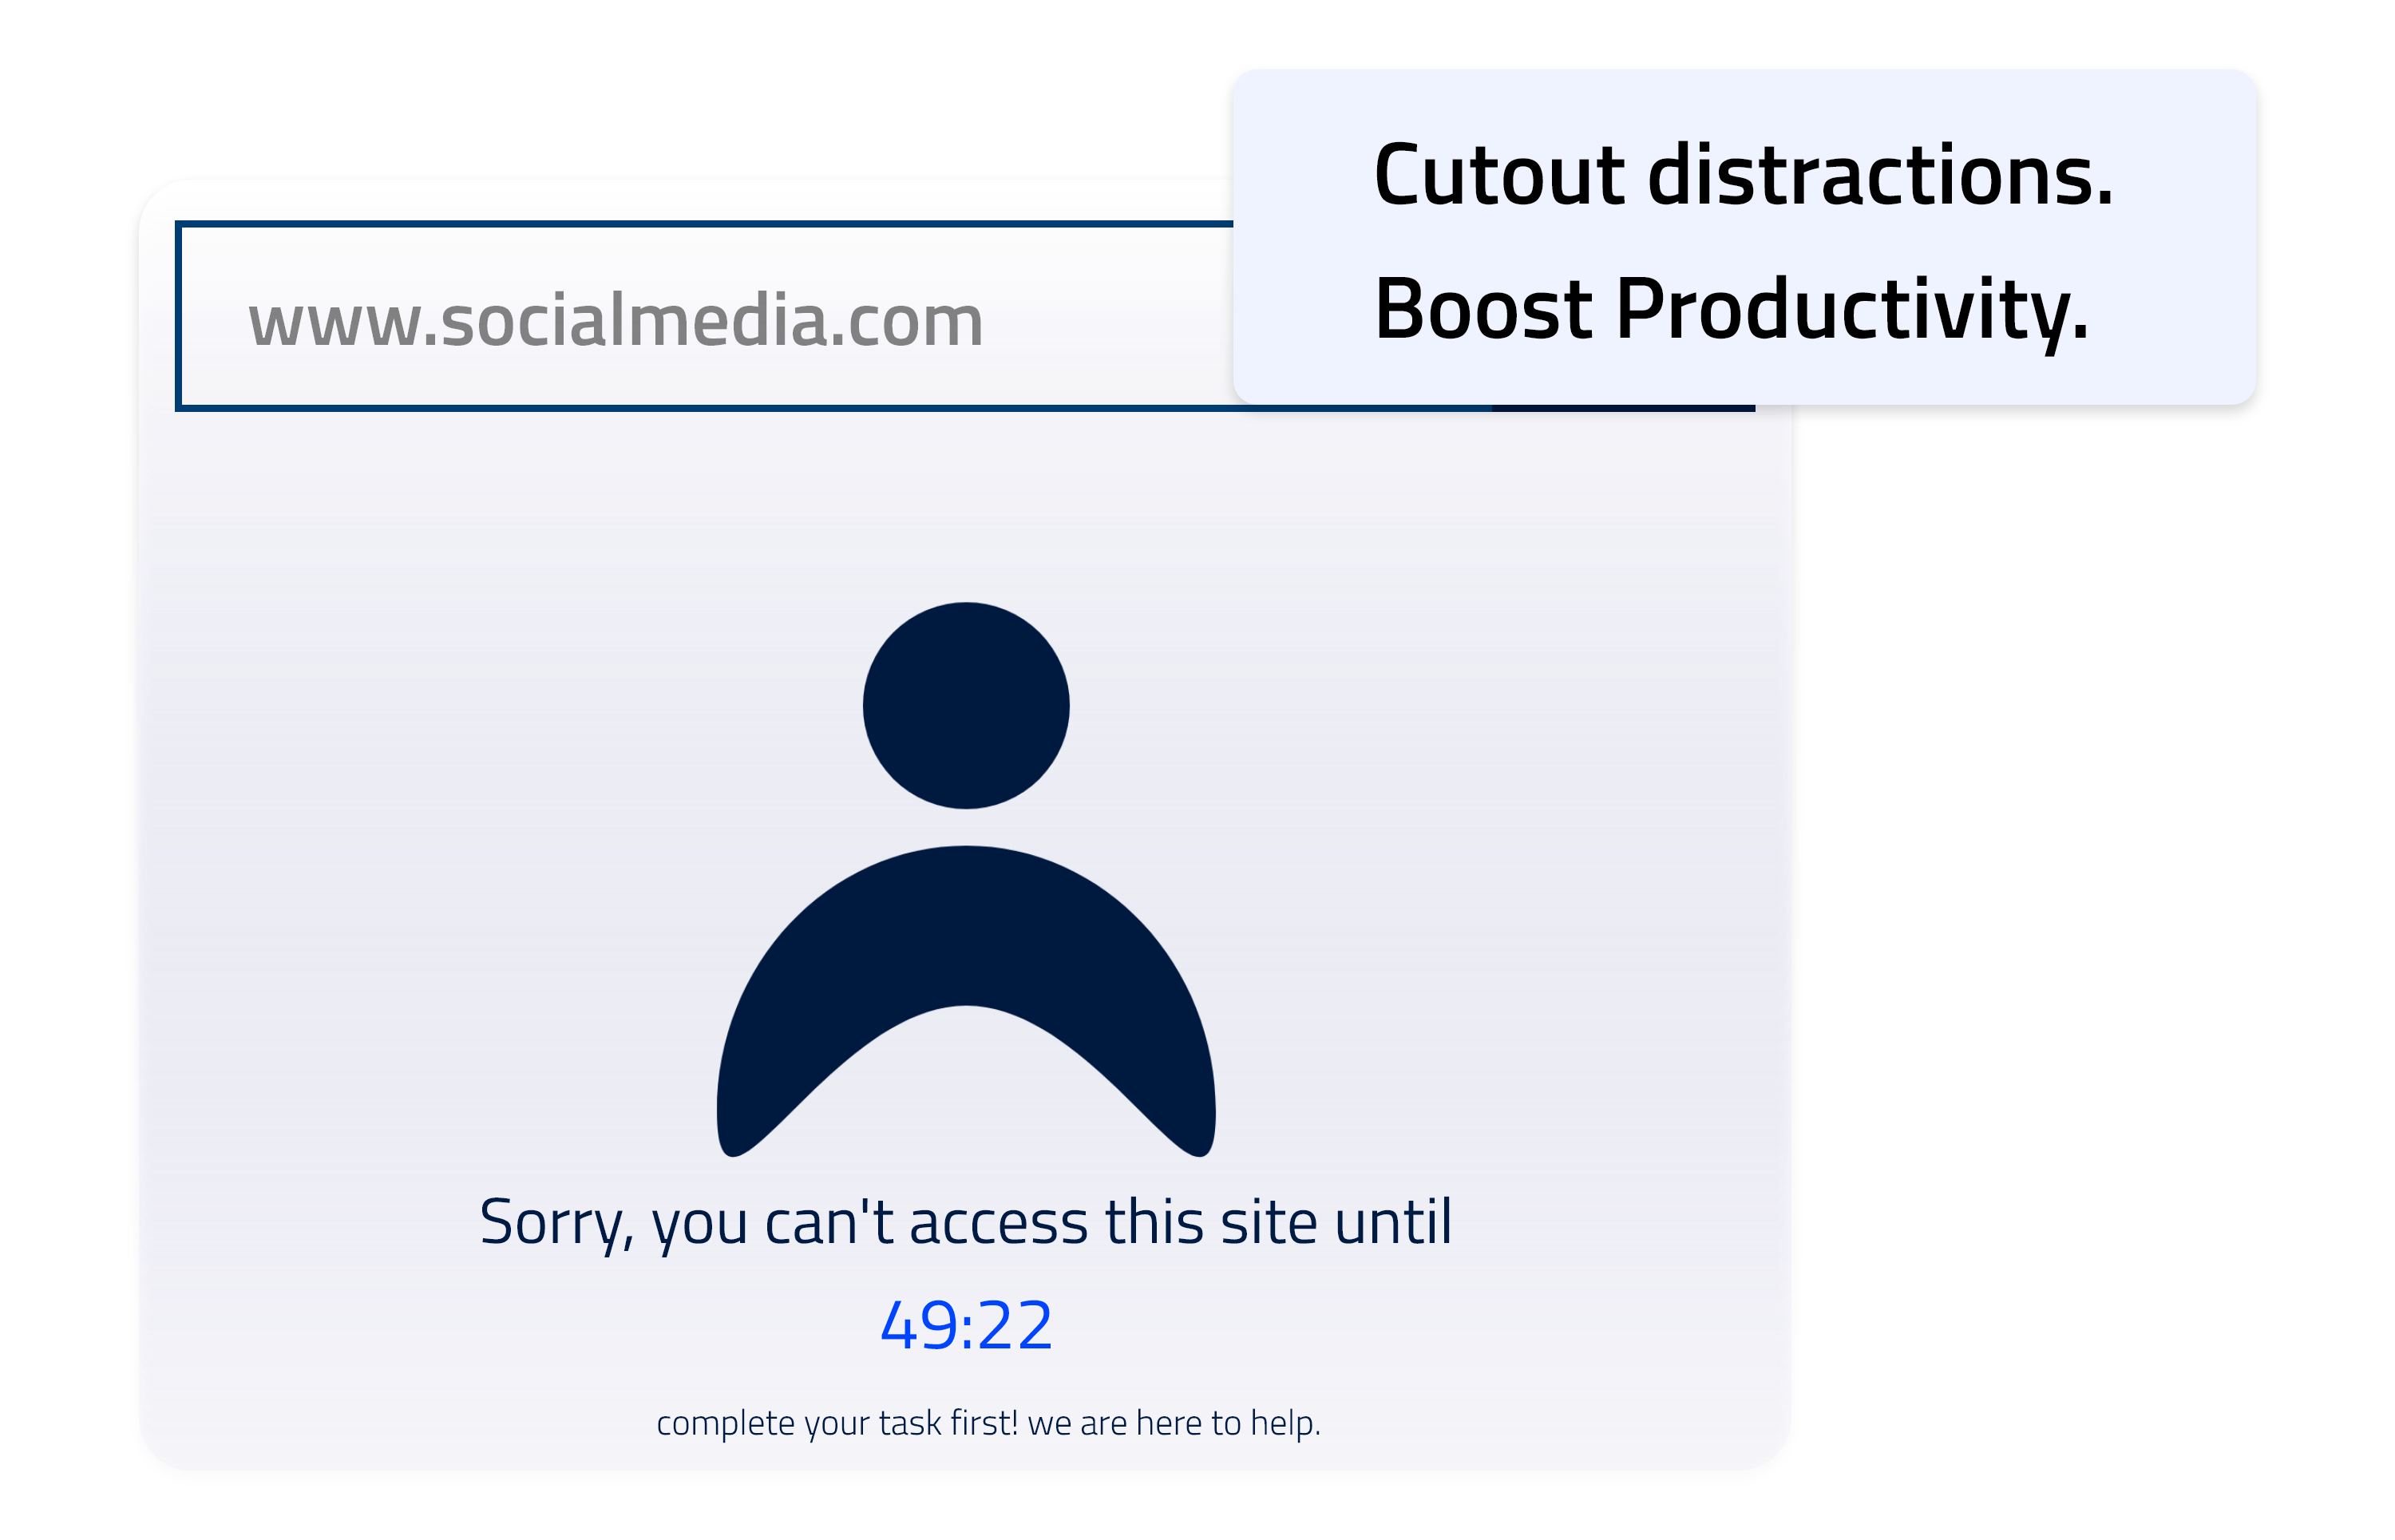 Cutout distractions.
Boost Productivity.
www.socialmedia.com
Sorry, you can't access this site until
49:22
complete your task first! we are here to help.